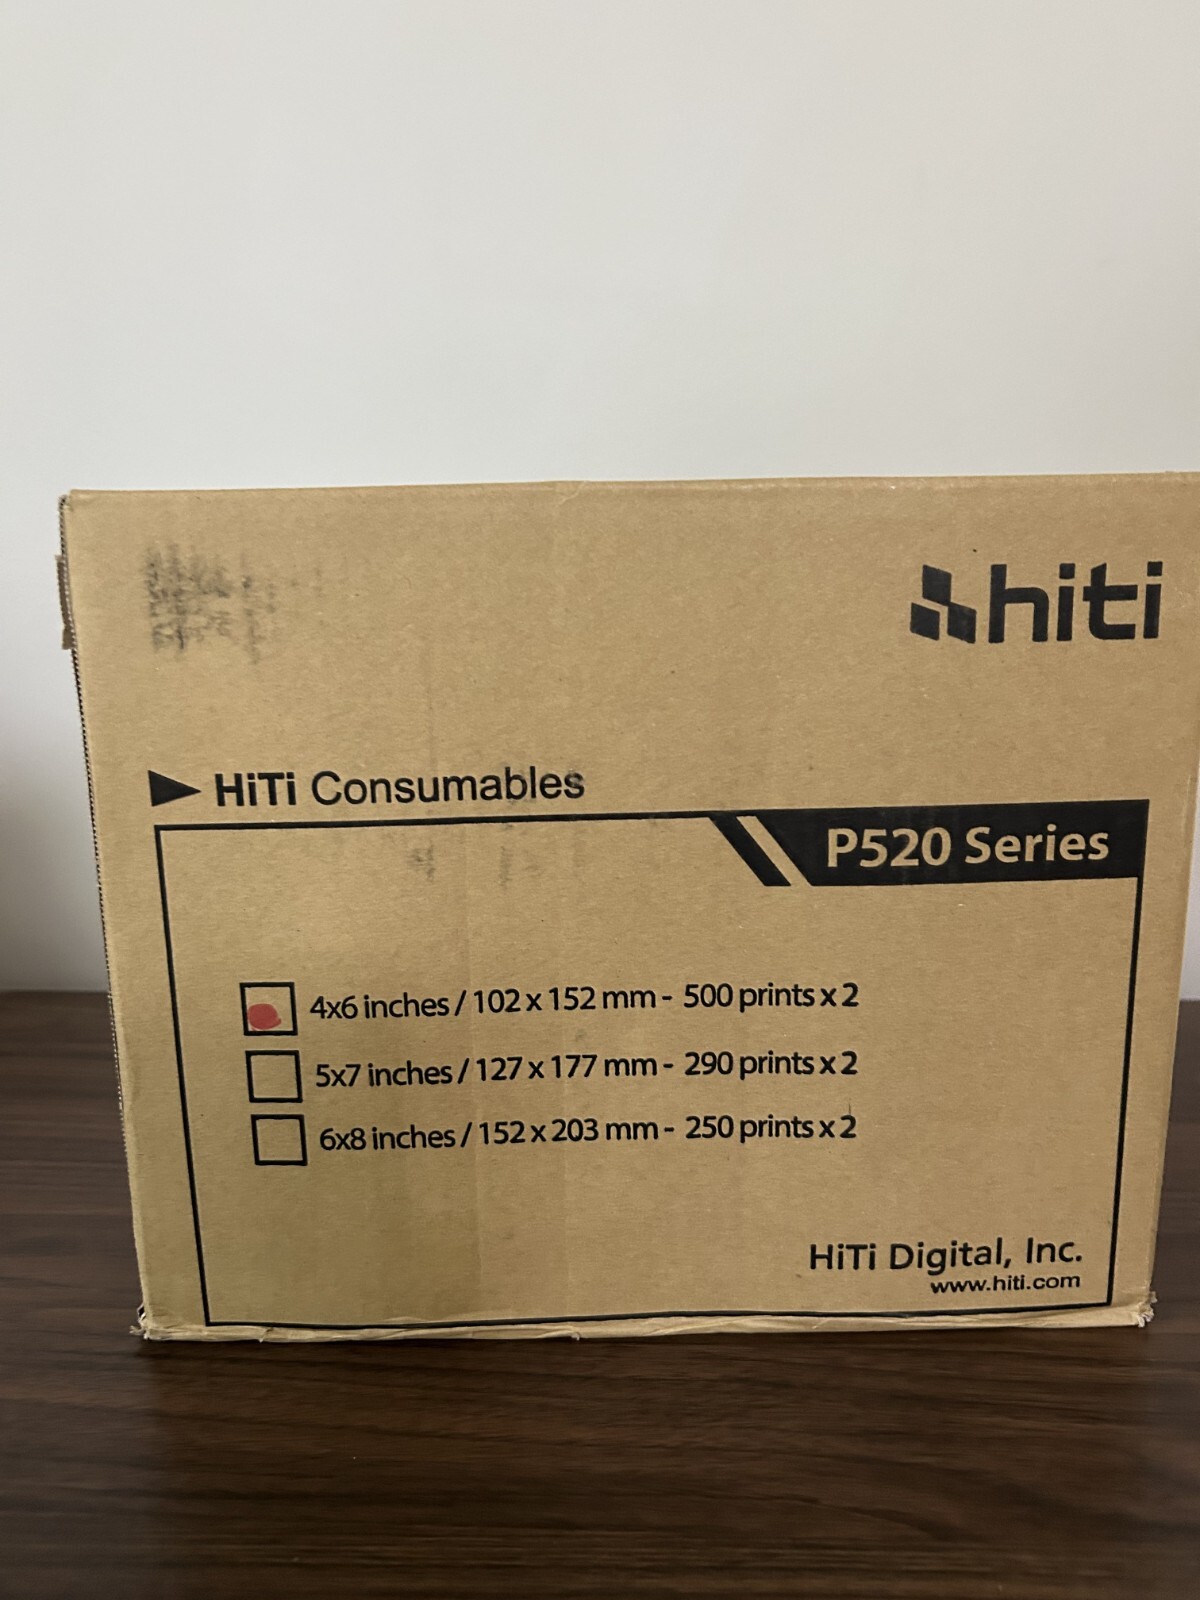 hiti
HiTi Consumables
P520 Series
4x6 inches / 102 x 152 mm - 500 prints x 2
5x7 inches / 127 x 177 mm - 290 prints x 2
6x8 inches / 152 x 203 mm - 250 prints x 2
HiTi Digital, Inc.
www.hiti.com